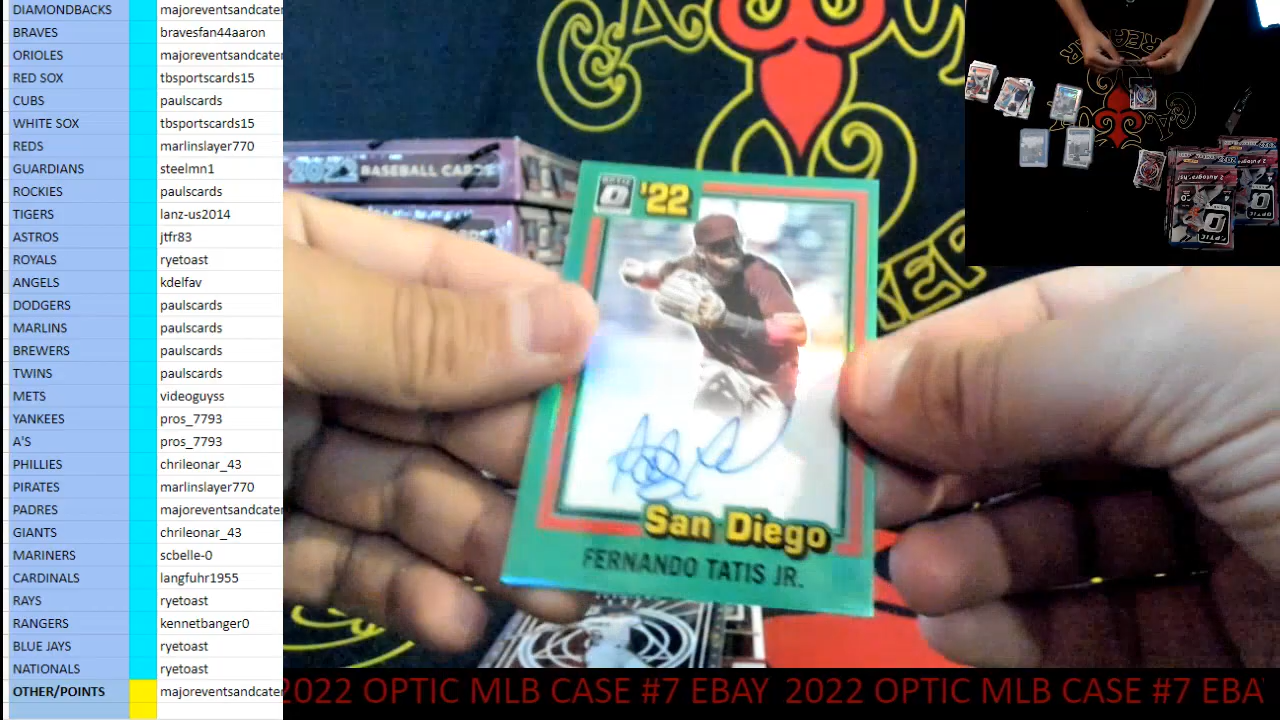 DIAMONDBACKS majoreventsandcater
BRAVES bravesfan44aaron
ORIOLES majoreventsandcater
RED SOX tbsportscards15
CUBS paulscards
WHITE SOX tbsportscards15
REDS marlinslayer770
GUARDIANS steelmn1
ROCKIES paulscards
TIGERS lanz-us2014
ASTROS jtfr83
ROYALS ryetoast
ANGELS kdelfav
DODGERS paulscards
MARLINS paulscards
BREWERS paulscards
TWINS paulscards
METS videoguyss
YANKEES pros_7793
A'S pros_7793
PHILLIES chrileonar_43
PIRATES marlinslayer770
PADRES majoreventsandcater
GIANTS chrileonar_43
MARINERS scbelle-0
CARDINALS langfuhr1955
RAYS ryetoast
RANGERS kennetbanger0
BLUE JAYS ryetoast
NATIONALS ryetoast
OTHER/POINTS majoreventsandcater
2022 BASEBALL CARDS
OPTIC '22
San Diego
FERNANDO TATIS JR.
OPTIC
2022 OPTIC MLB CASE #7 EBAY 2022 OPTIC MLB CASE #7 EBA